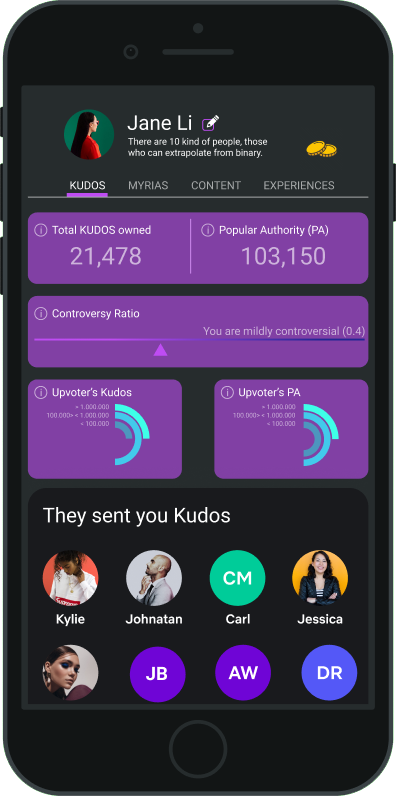 Jane Li
There are 10 kind of people, those
who can extrapolate from binary.
KUDOS
MYRIAS
CONTENT
EXPERIENCES
Total KUDOS owned
21,478
Popular Authority (PA)
103,150
Controversy Ratio
You are mildly controversial (0.4)
Upvoter's Kudos
> 1.000.000
100.000> < 1.000.000
< 100.000
Upvoter's PA
> 1.000.000
100.000> < 1.000.000
< 100.000
They sent you Kudos
CM
Kylie
Johnatan
Carl
Jessica
JB
AW
DR